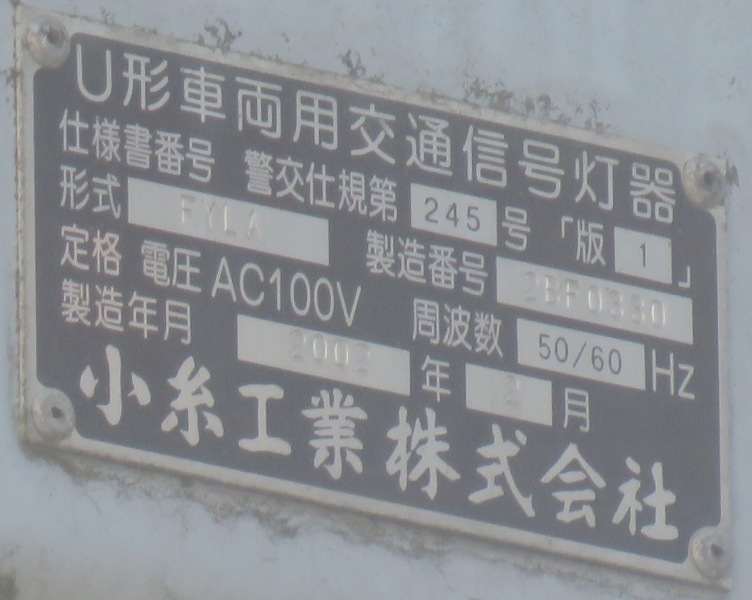 U形車両用交通信号灯器
仕様書番号 警交仕規第 245 号 「版 1 」
形式 FYLA 製造番号 2BF0330
定格 電圧 AC100V 周波数 50/60 Hz
製造年月 2002 年 2 月
小糸工業株式会社